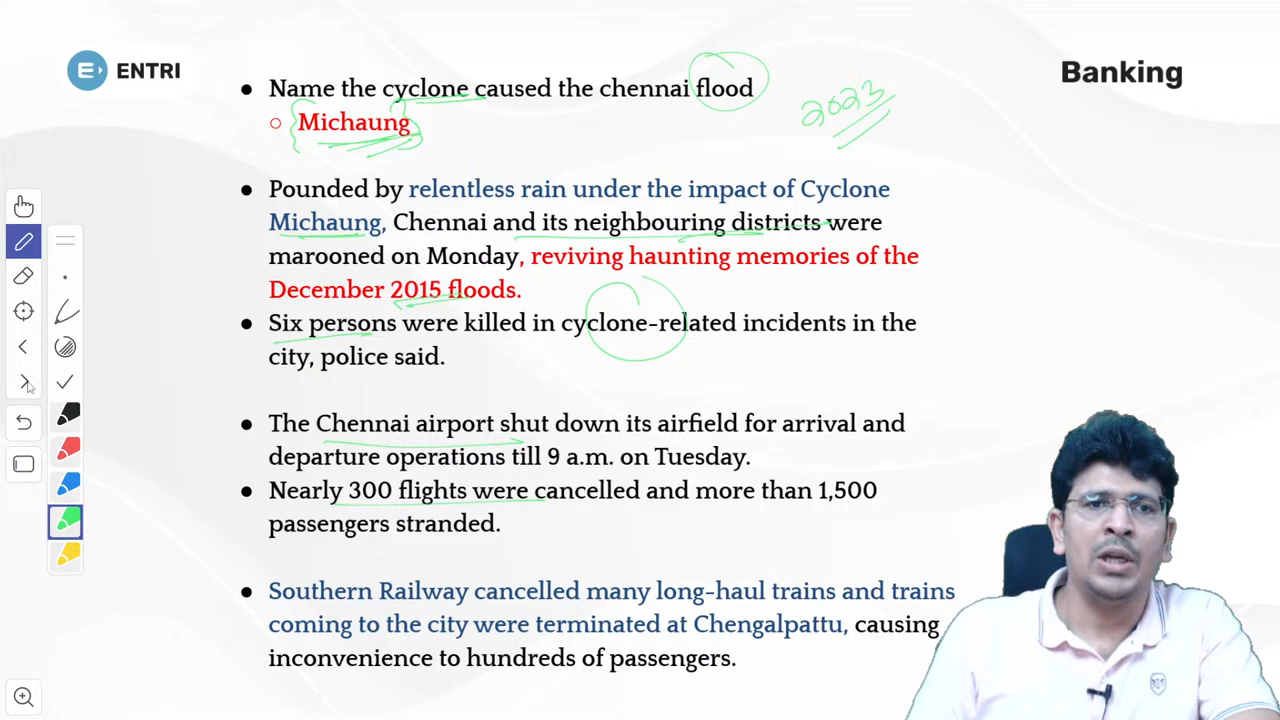 ENTRI
Banking
● Name the cyclone caused the chennai flood
○ Michaung
2023
● Pounded by relentless rain under the impact of Cyclone
Michaung, Chennai and its neighbouring districts were
marooned on Monday, reviving haunting memories of the
December 2015 floods.
● Six persons were killed in cyclone-related incidents in the
city, police said.
● The Chennai airport shut down its airfield for arrival and
departure operations till 9 a.m. on Tuesday.
● Nearly 300 flights were cancelled and more than 1,500
passengers stranded.
● Southern Railway cancelled many long-haul trains and trains
coming to the city were terminated at Chengalpattu, causing
inconvenience to hundreds of passengers.